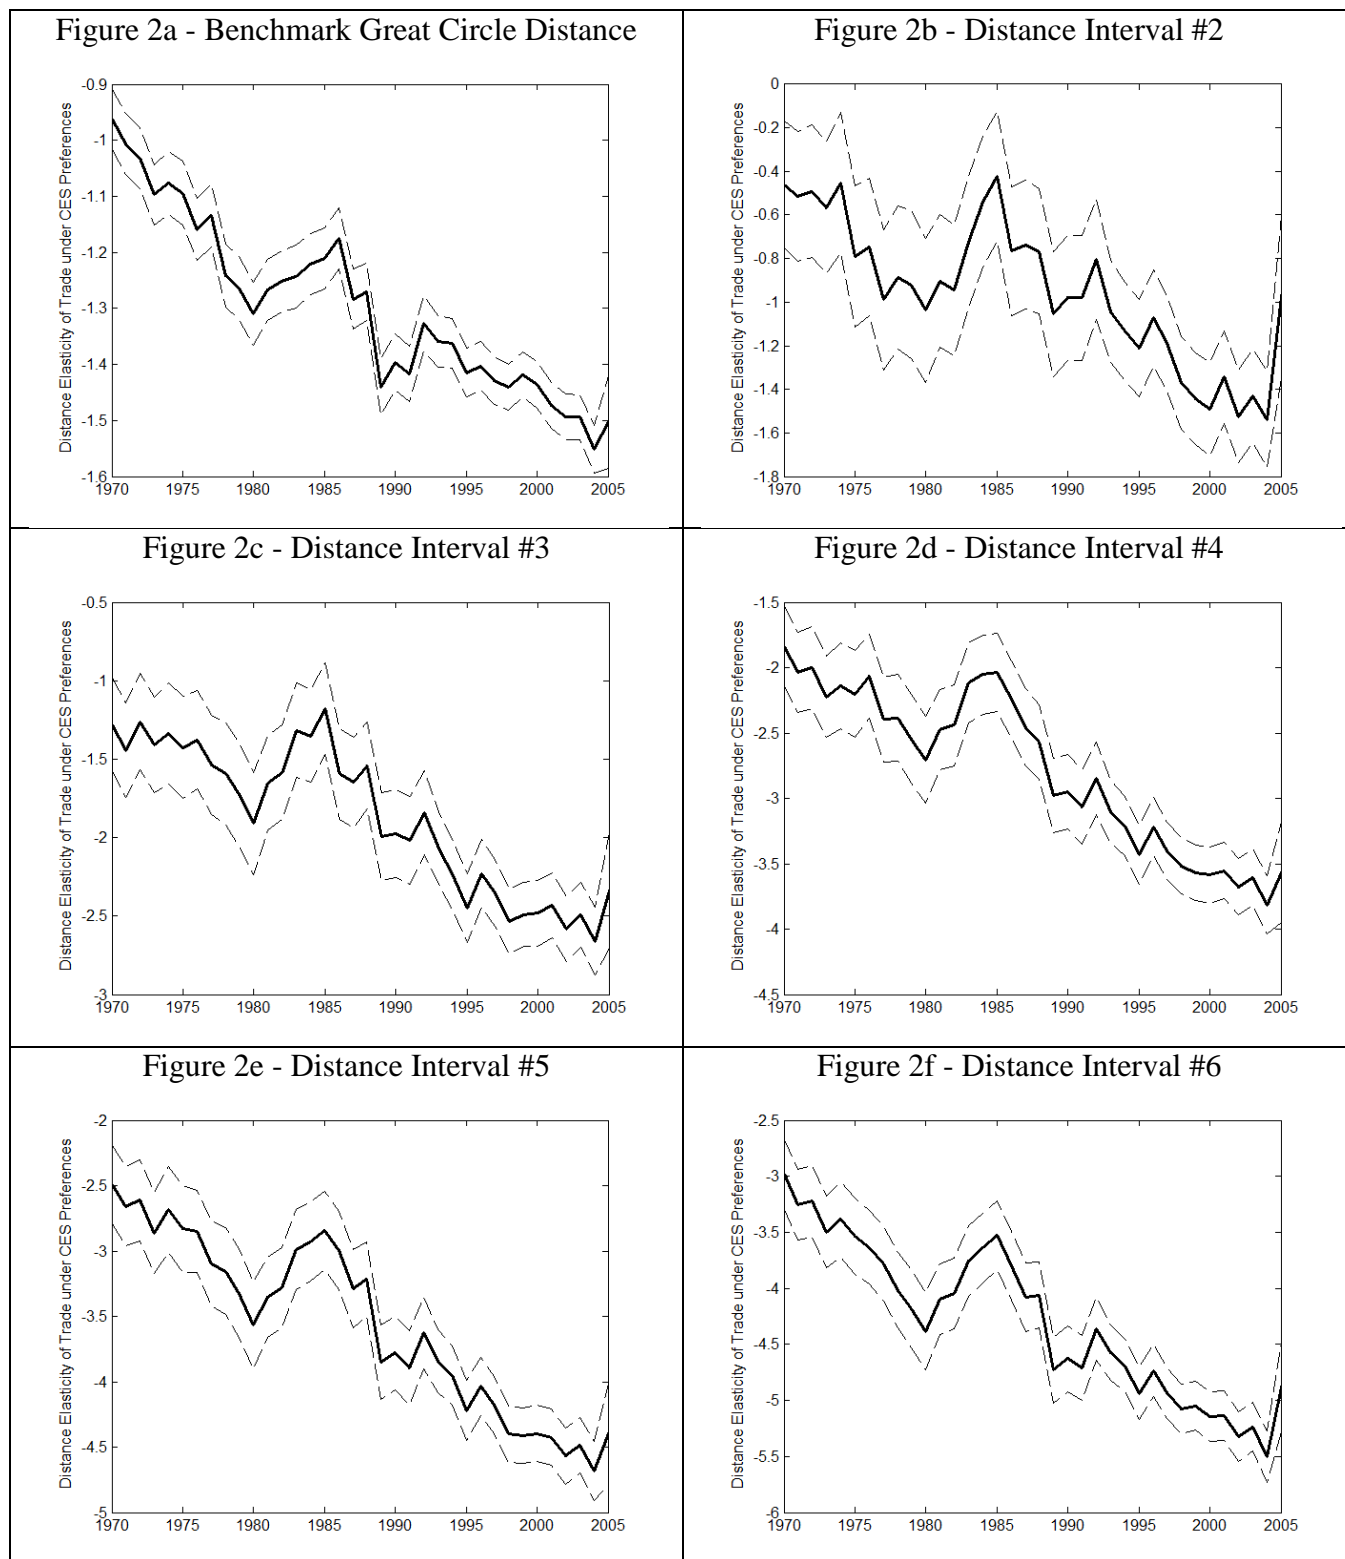 Figure 2a - Benchmark Great Circle Distance
Distance Elasticity of Trade under CES Preferences
-0.9
-1
-1.1
-1.2
-1.3
-1.4
-1.5
-1.6
1970 1975 1980 1985 1990 1995 2000 2005
Figure 2b - Distance Interval #2
Distance Elasticity of Trade under CES Preferences
0
-0.2
-0.4
-0.6
-0.8
-1
-1.2
-1.4
-1.6
-1.8
1970 1975 1980 1985 1990 1995 2000 2005
Figure 2c - Distance Interval #3
Distance Elasticity of Trade under CES Preferences
-0.5
-1
-1.5
-2
-2.5
-3
1970 1975 1980 1985 1990 1995 2000 2005
Figure 2d - Distance Interval #4
Distance Elasticity of Trade under CES Preferences
-1.5
-2
-2.5
-3
-3.5
-4
-4.5
1970 1975 1980 1985 1990 1995 2000 2005
Figure 2e - Distance Interval #5
Distance Elasticity of Trade under CES Preferences
-2
-2.5
-3
-3.5
-4
-4.5
-5
1970 1975 1980 1985 1990 1995 2000 2005
Figure 2f - Distance Interval #6
Distance Elasticity of Trade under CES Preferences
-2.5
-3
-3.5
-4
-4.5
-5
-5.5
-6
1970 1975 1980 1985 1990 1995 2000 2005